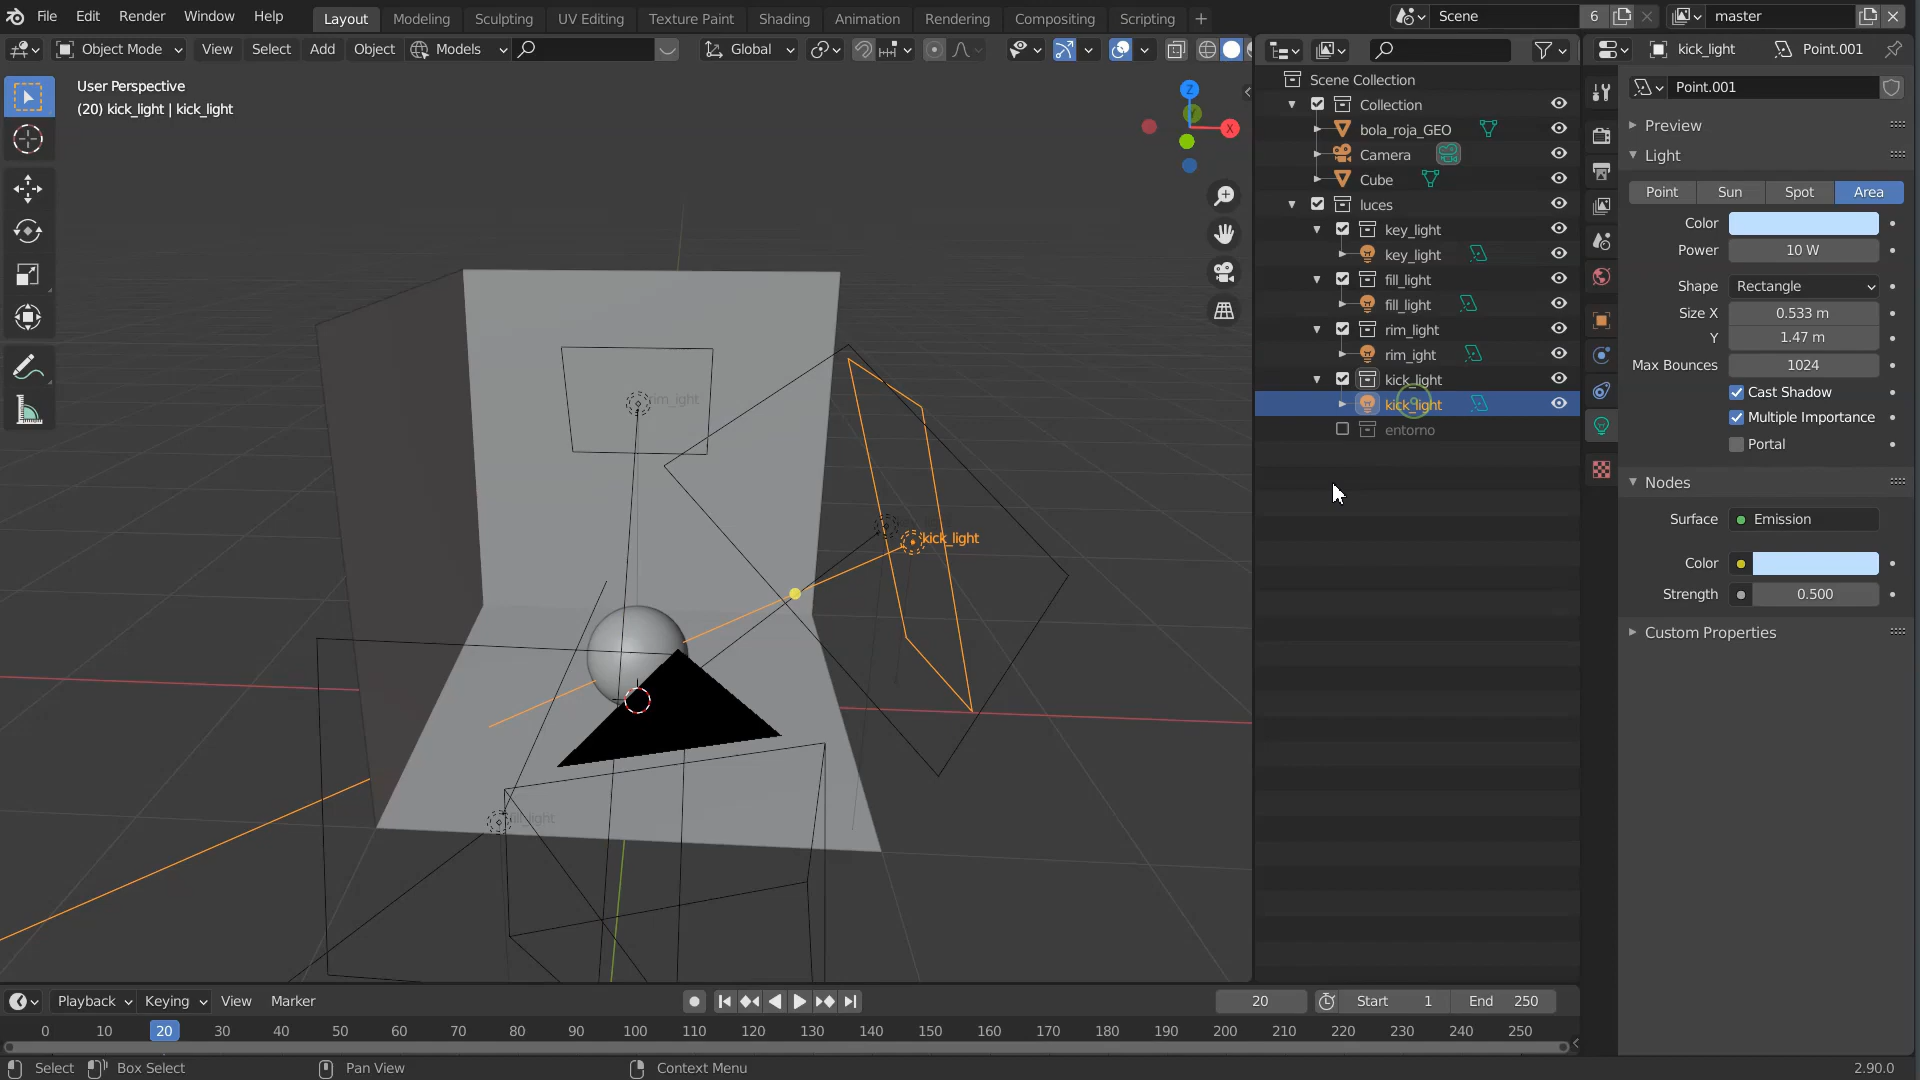 File Edit Render Window Help Layout Modeling Sculpting UV Editing Texture Paint Shading Animation Rendering Compositing Scripting + Scene 6 master
Object Mode View Select Add Object Models Global kick_light Point.001
User Perspective
(20) kick_light | kick_light
Z
X
rim_ight
kick_light
fill_light
Scene Collection
Collection
bola_roja_GEO
Camera
Cube
luces
key_light
key_light
fill_light
fill_light
rim_light
rim_ight
kick_light
kick_light
entorno
Point.001
Preview
Light
Point Sun Spot Area
Color
Power 10 W
Shape Rectangle
Size X 0.533 m
Y 1.47 m
Max Bounces 1024
Cast Shadow
Multiple Importance
Portal
Nodes
Surface Emission
Color
Strength 0.500
Custom Properties
Playback Keying View Marker 20 Start 1 End 250
0 10 20 30 40 50 60 70 80 90 100 110 120 130 140 150 160 170 180 190 200 210 220 230 240 250
Select Box Select Pan View Context Menu 2.90.0